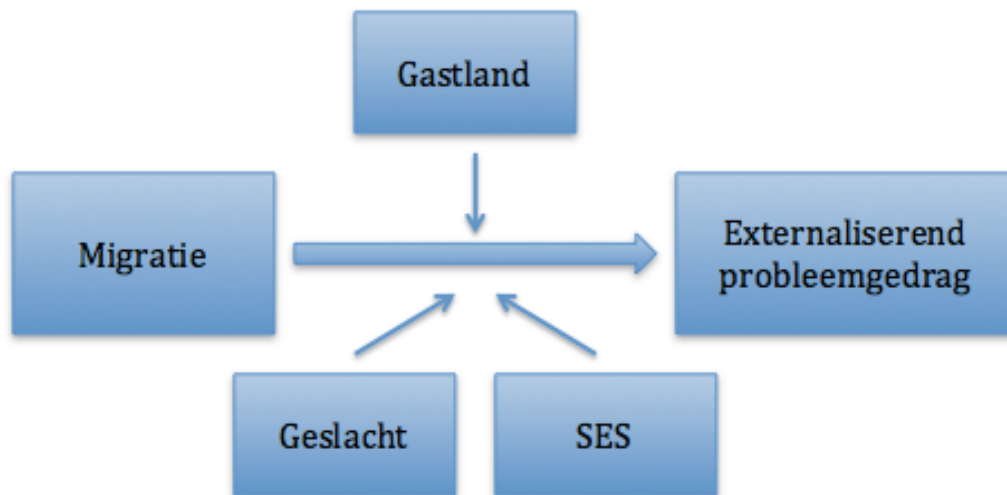 Gastland
Migratie
Externaliserend
probleemgedrag
Geslacht
SES